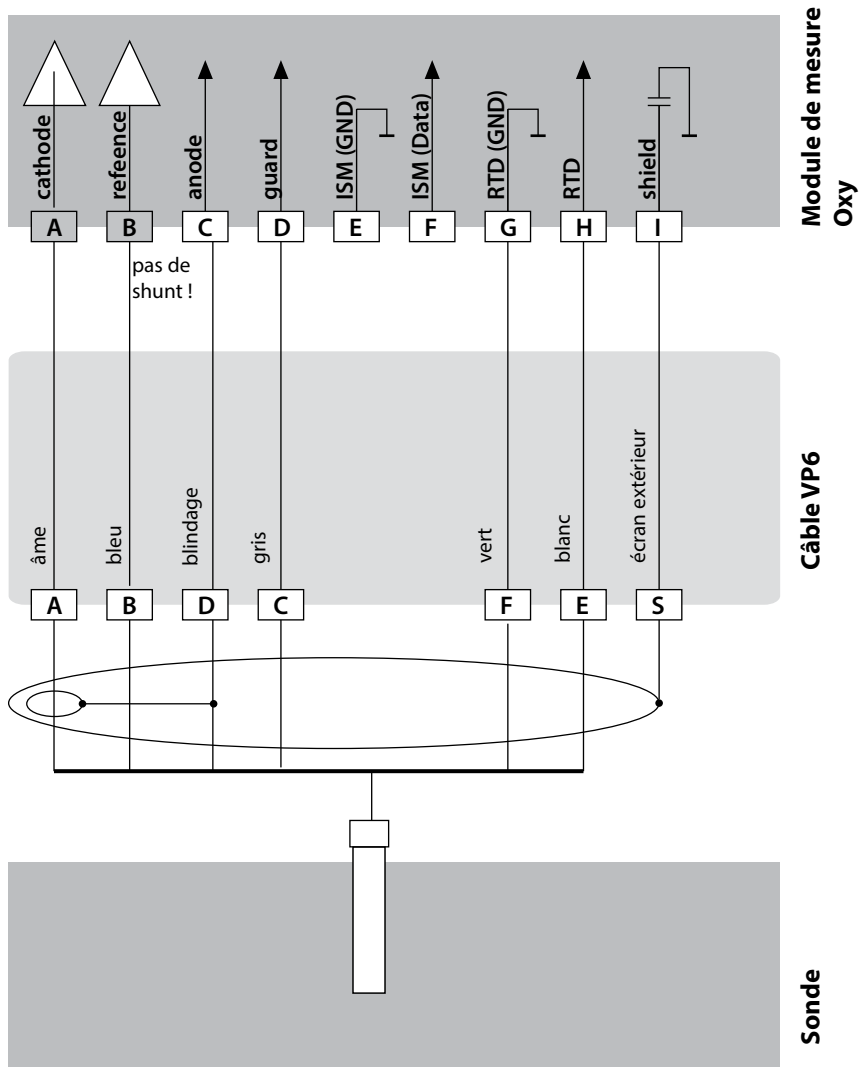 cathode
refeence
anode
guard
ISM (GND)
ISM (Data)
RTD (GND)
RTD
shield
Module de mesure
Oxy
A
B
C
D
E
F
G
H
I
pas de
shunt !
âme
bleu
blindage
gris
vert
blanc
écran extérieur
Câble VP6
A
B
D
C
F
E
S
Sonde